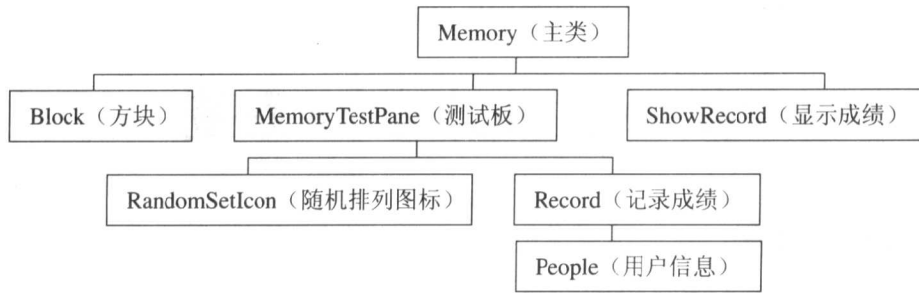 Memory（主类）
Block（方块）
MemoryTestPane（测试板）
ShowRecord（显示成绩）
RandomSetIcon（随机排列图标）
Record（记录成绩）
People（用户信息）